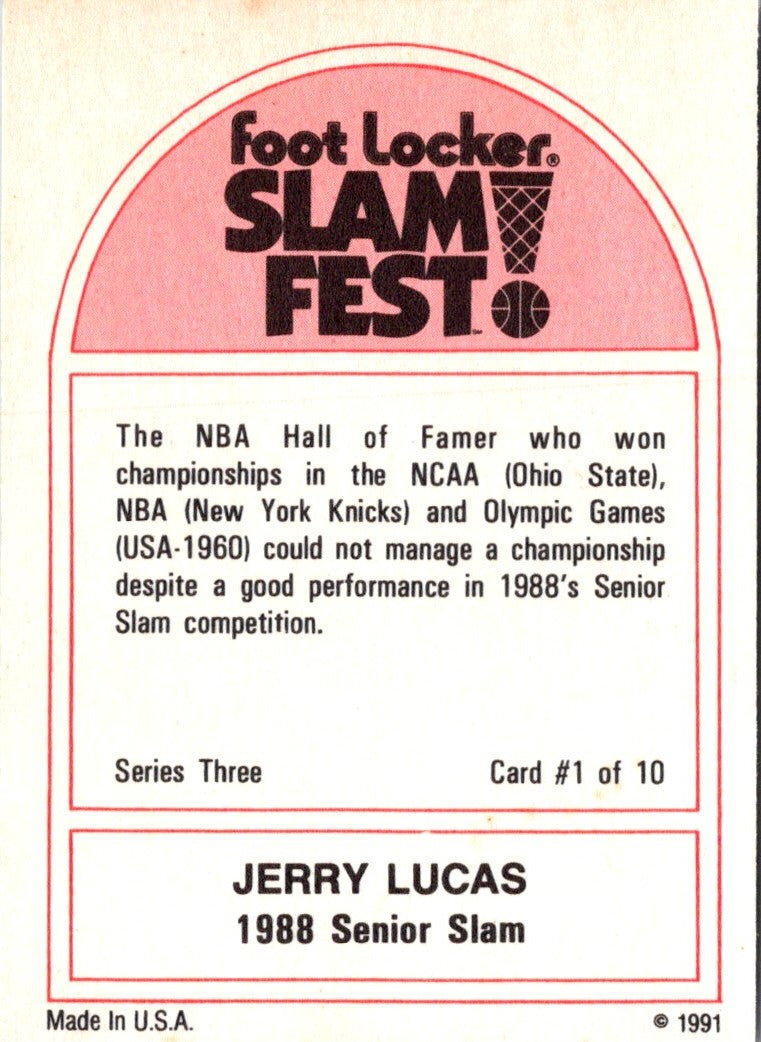 foot Locker®
SLAM
FEST!™
The NBA Hall of Famer who won
championships in the NCAA (Ohio State),
NBA (New York Knicks) and Olympic Games
(USA-1960) could not manage a championship
despite a good performance in 1988's Senior
Slam competition.
Series Three Card #1 of 10
JERRY LUCAS
1988 Senior Slam
Made In U.S.A. © 1991